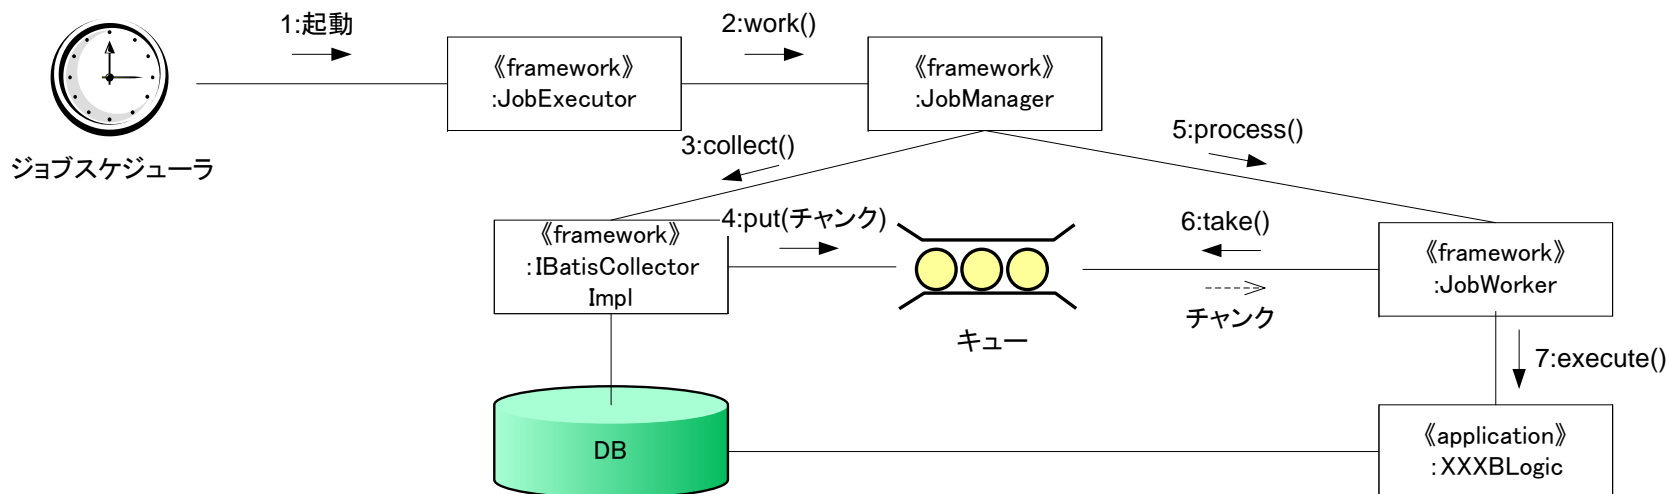 1:起動
2:work()
《framework》
:JobExecutor
《framework》
:JobManager
ジョブスケジューラ
3:collect()
5:process()
《framework》
:IBatisCollector
Impl
4:put(チャンク)
キュー
6:take()
チャンク
《framework》
:JobWorker
7:execute()
DB
《application》
:XXXBLogic